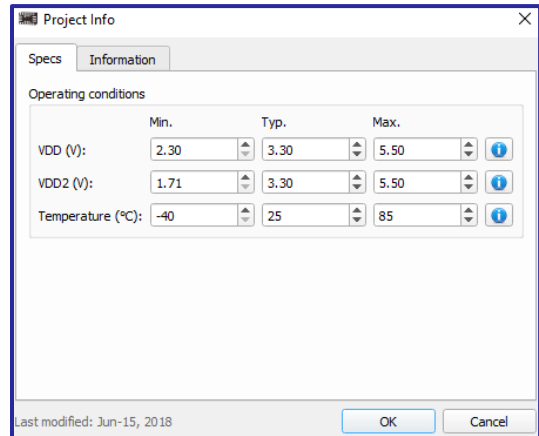 Project Info
Specs Information
Operating conditions
Min. Typ. Max.
VDD (V): 2.30 3.30 5.50
VDD2 (V): 1.71 3.30 5.50
Temperature (°C): -40 25 85
Last modified: Jun-15, 2018 OK Cancel